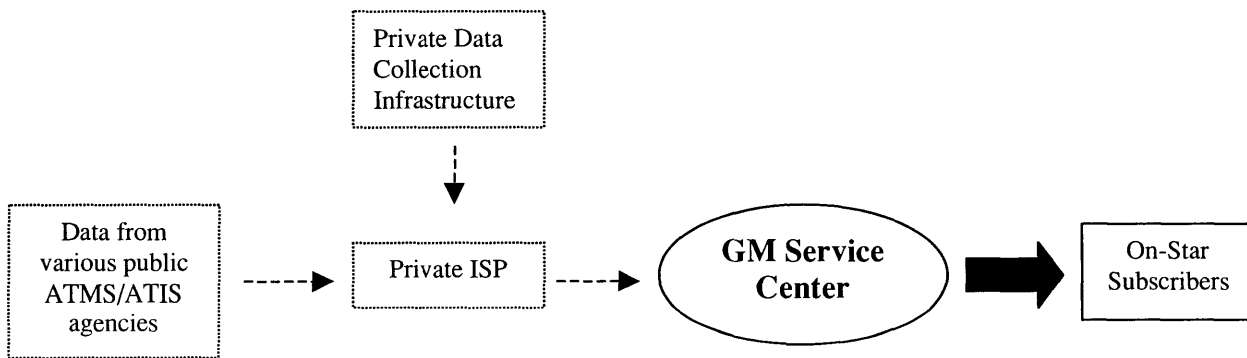 Private Data
Collection
Infrastructure
Data from
various public
ATMS/ATIS
agencies
Private ISP
GM Service
Center
On-Star
Subscribers